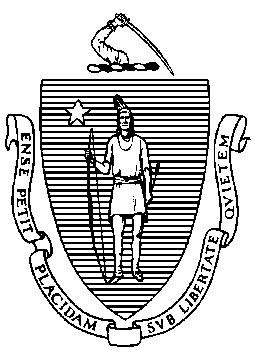 ENSE PETIT
PLACIDAM
SVB LIBERTATE
QVIETEM